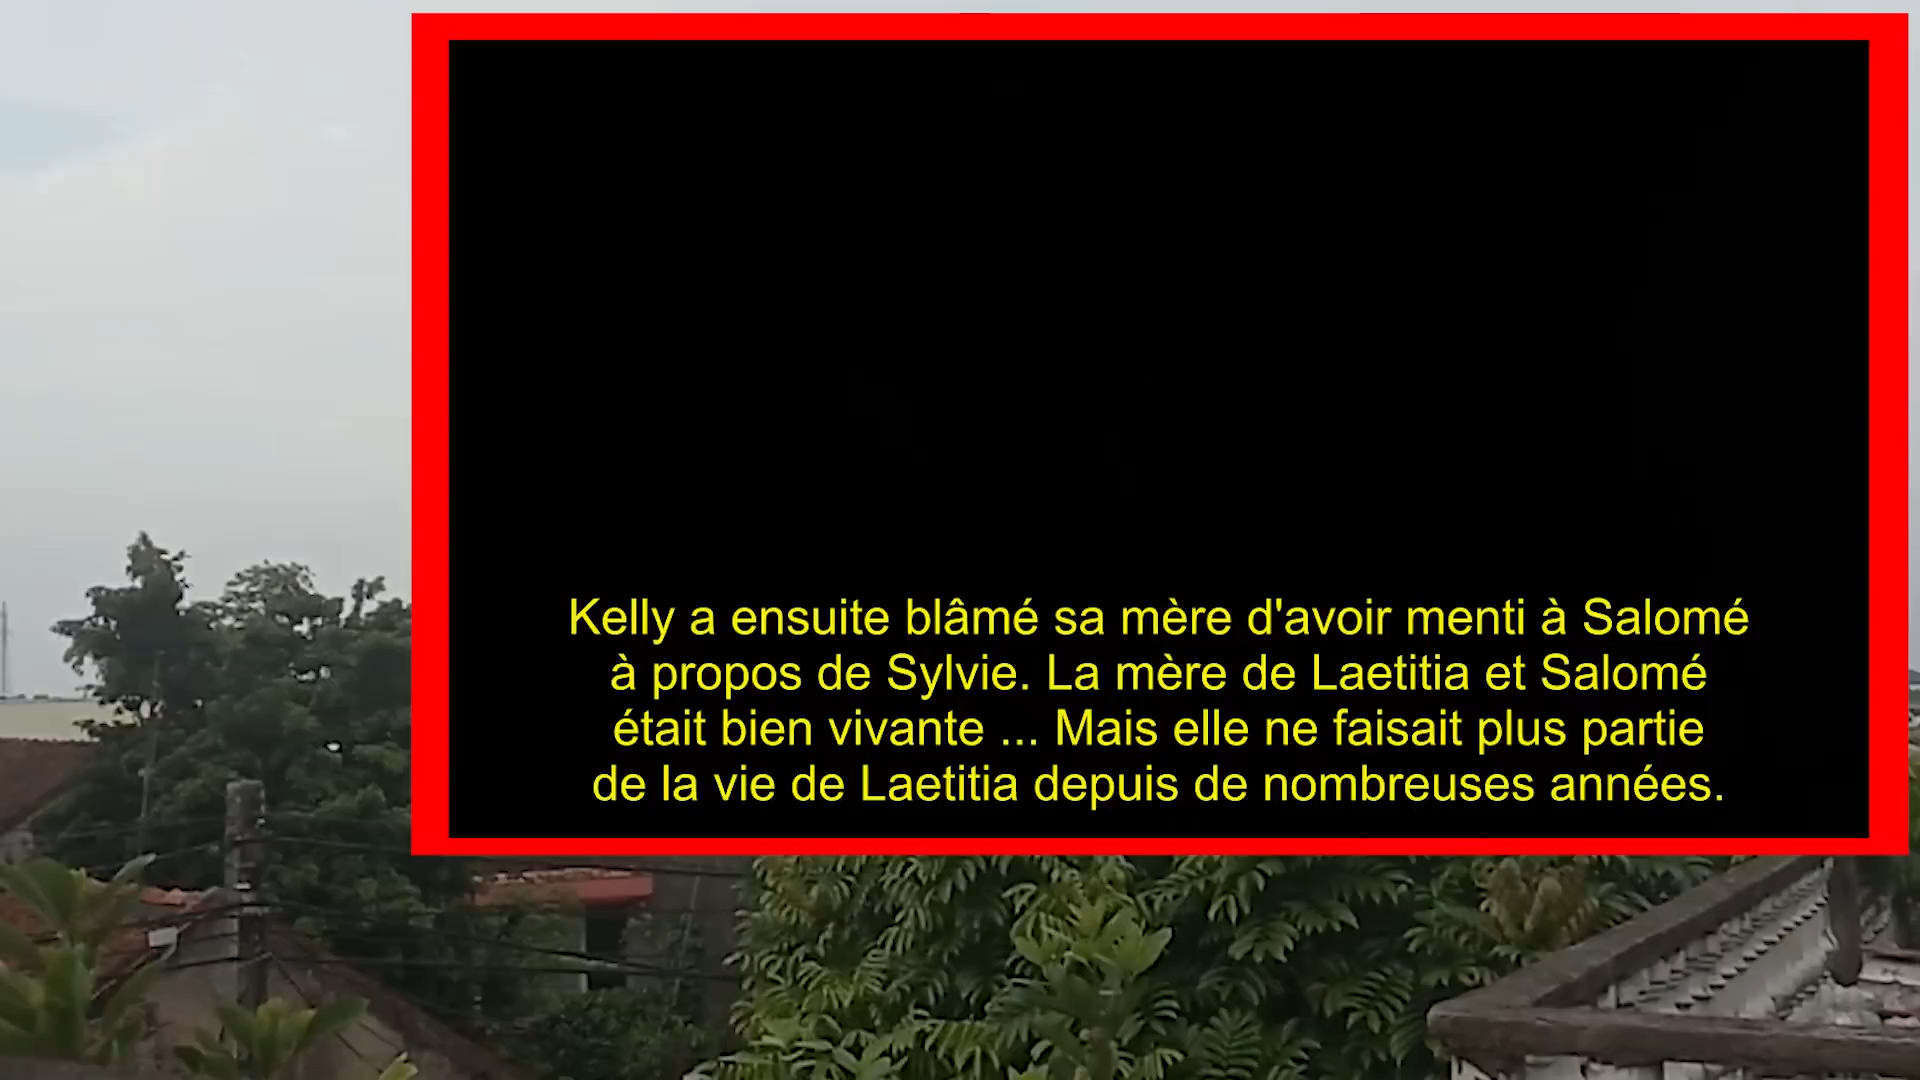 Kelly a ensuite blâmé sa mère d'avoir menti à Salomé
à propos de Sylvie. La mère de Laetitia et Salomé
était bien vivante ... Mais elle ne faisait plus partie
de la vie de Laetitia depuis de nombreuses années.